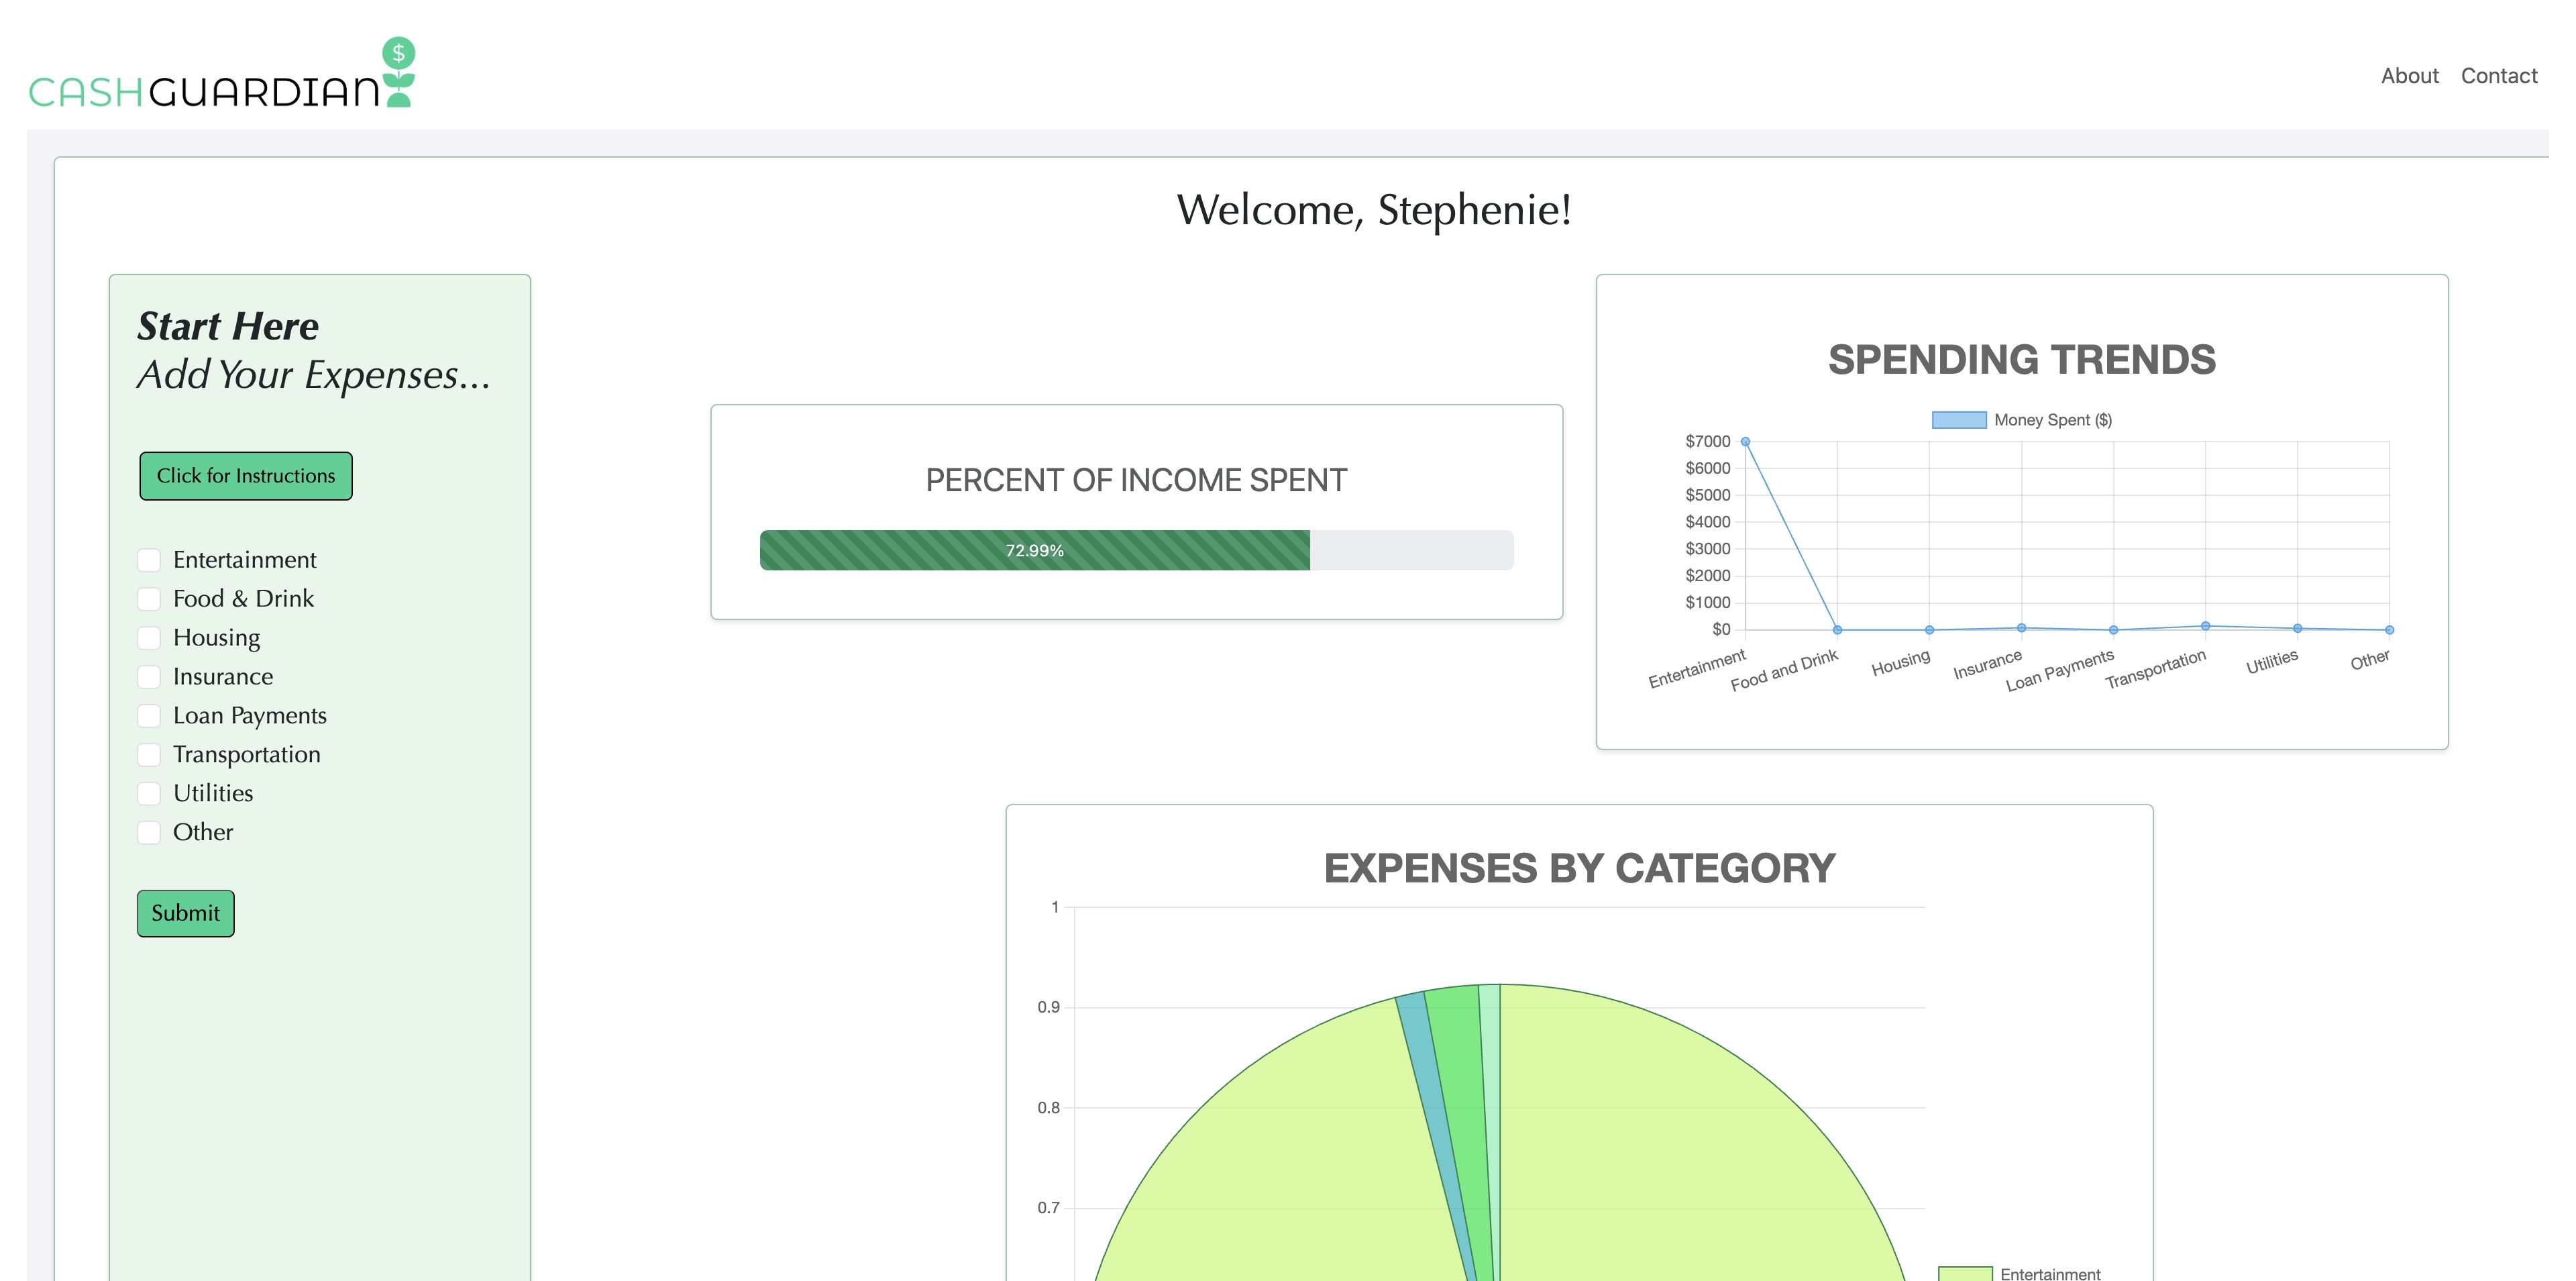 CASHGUARDIAN
$
About Contact
Welcome, Stephenie!
Start Here
Add Your Expenses...
Click for Instructions
Entertainment
Food & Drink
Housing
Insurance
Loan Payments
Transportation
Utilities
Other
Submit
PERCENT OF INCOME SPENT
72.99%
SPENDING TRENDS
Money Spent ($)
$7000
$6000
$5000
$4000
$3000
$2000
$1000
$0
Entertainment
Food and Drink
Housing
Insurance
Loan Payments
Transportation
Utilities
Other
EXPENSES BY CATEGORY
1
0.9
0.8
0.7
Entertainment